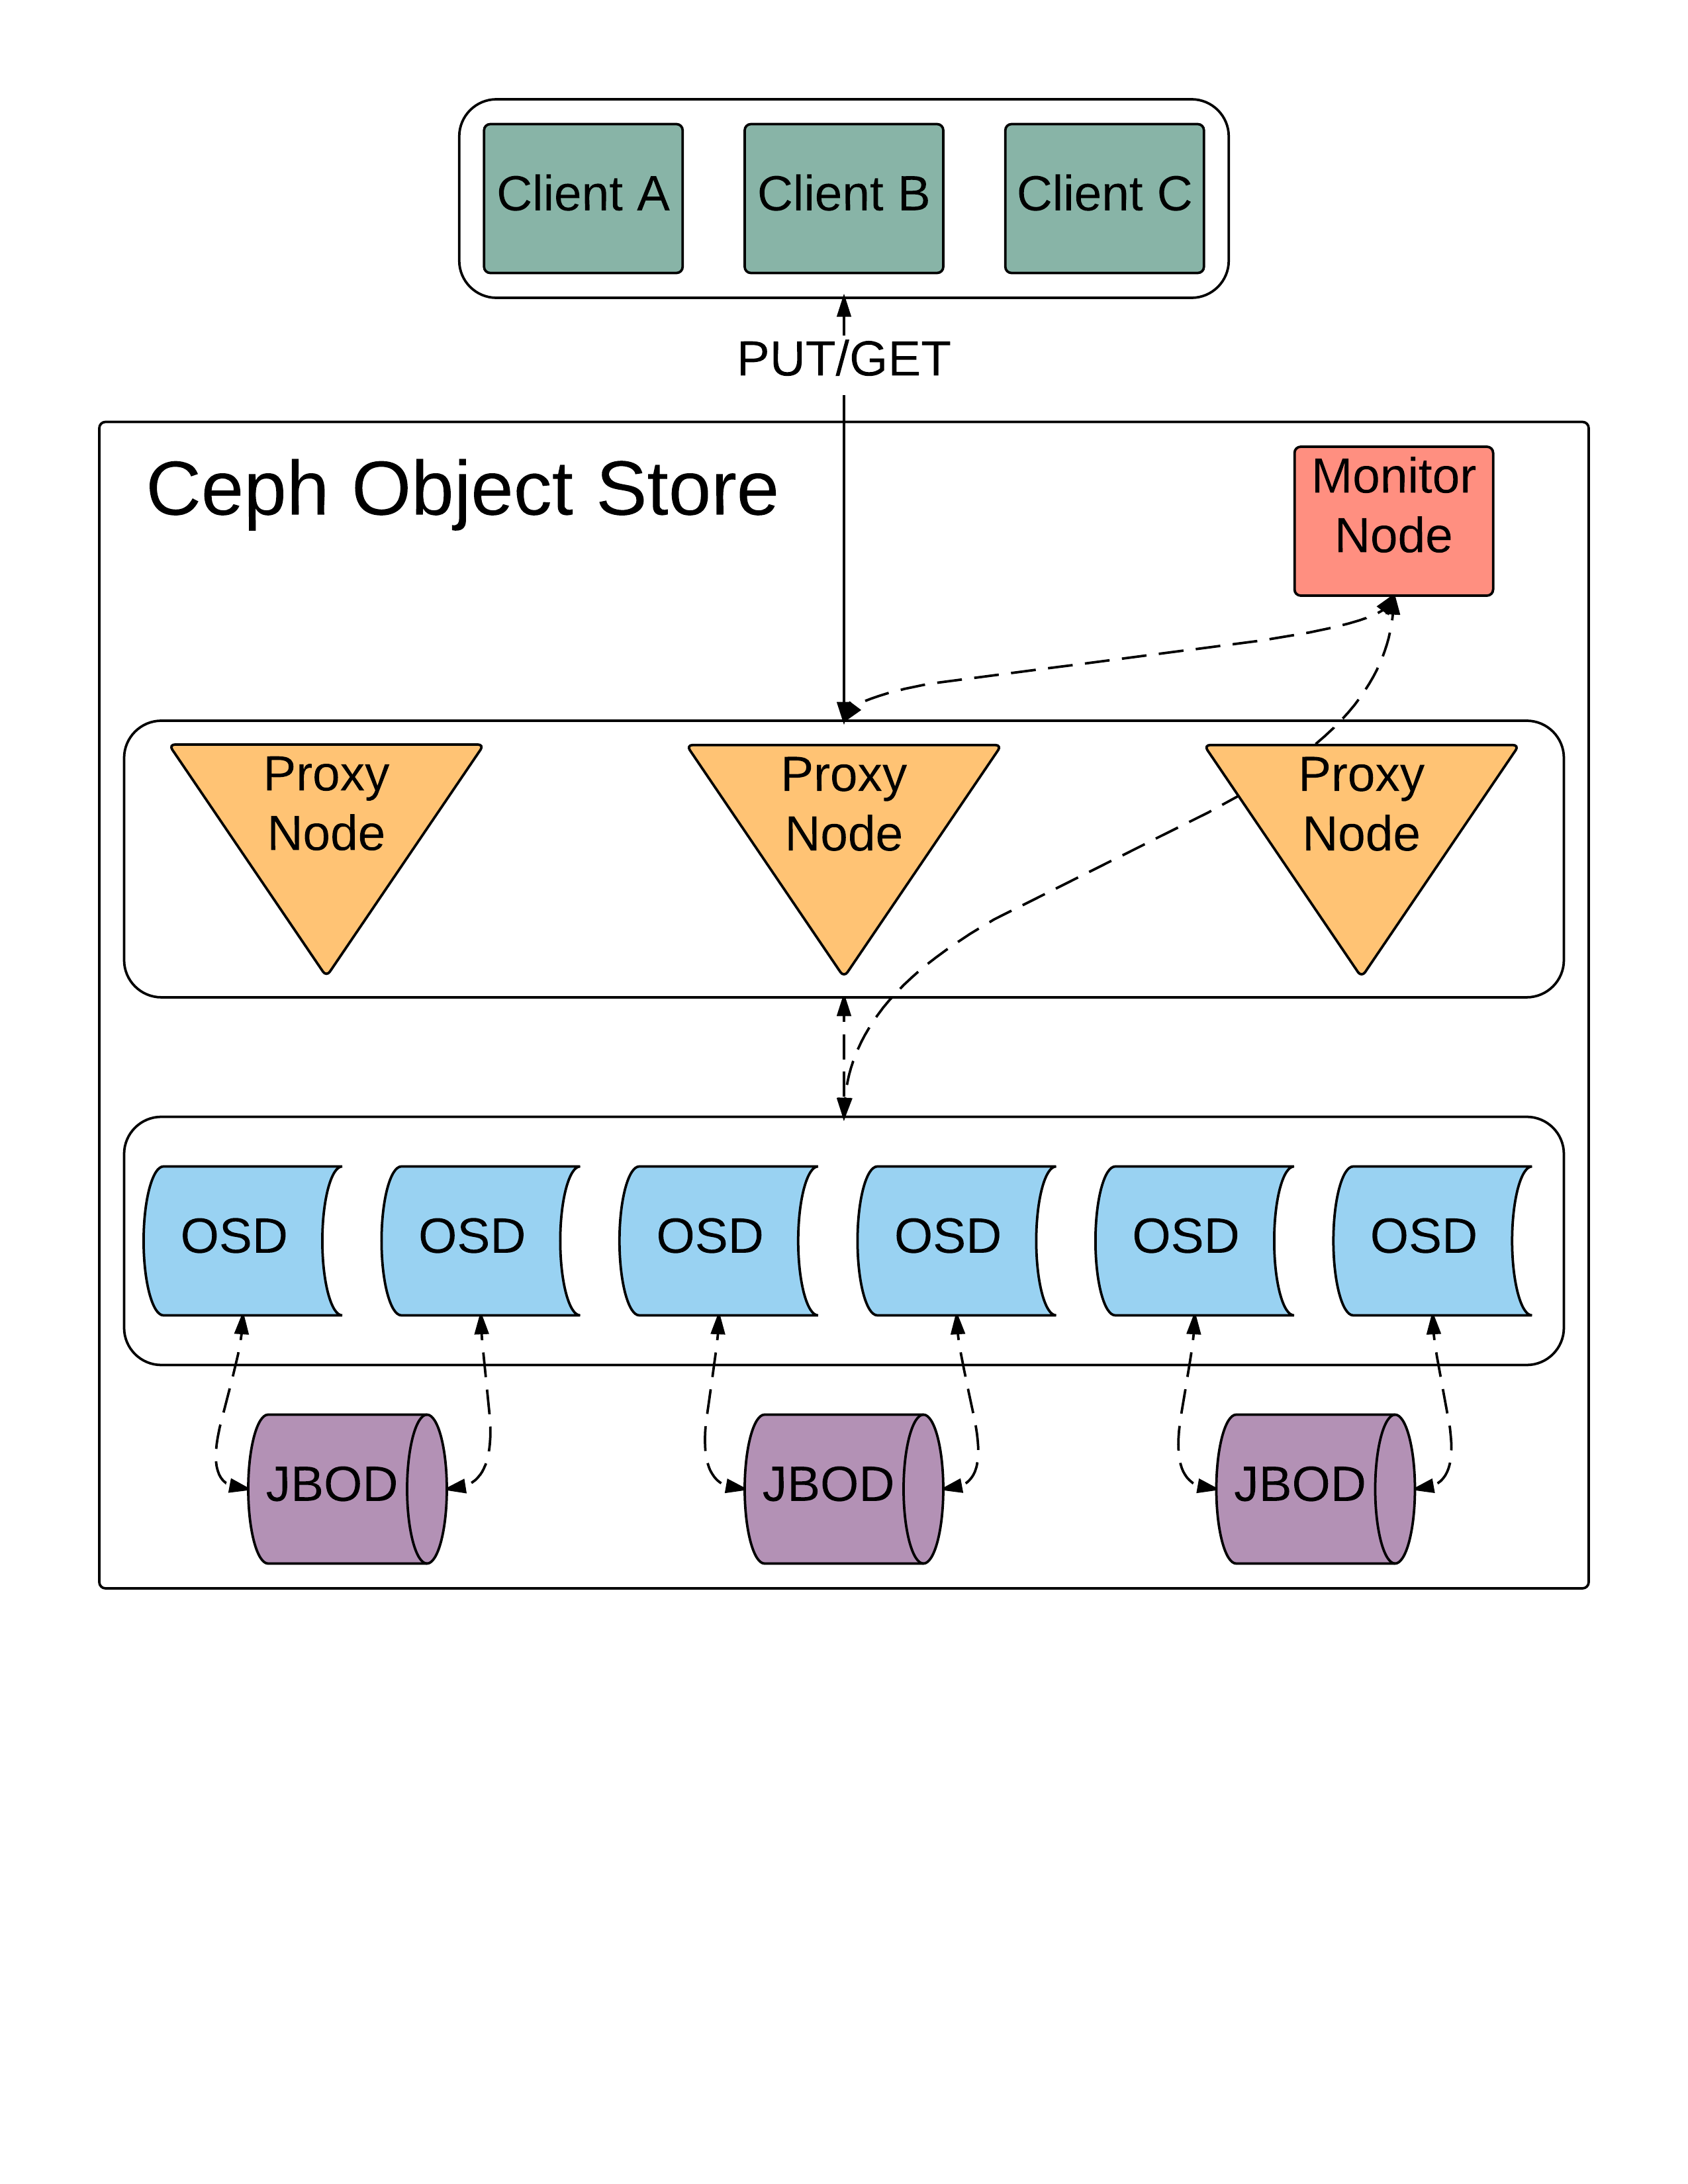 Client A
Client B
Client C
PUT/GET
Ceph Object Store
Monitor
Node
Proxy
Node
Proxy
Node
Proxy
Node
OSD
OSD
OSD
OSD
OSD
OSD
JBOD
JBOD
JBOD